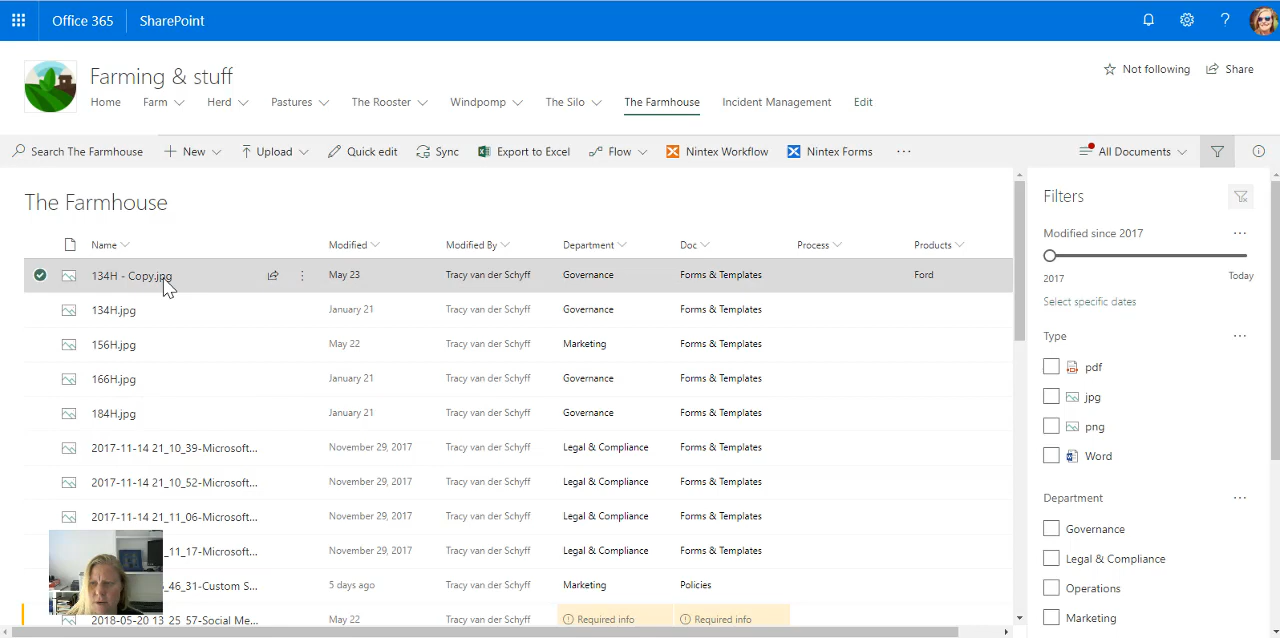 Office 365 SharePoint ?
Farming & stuff
Not following Share
Home Farm Herd Pastures The Rooster Windpomp The Silo The Farmhouse Incident Management Edit
Search The Farmhouse New Upload Quick edit Sync Export to Excel Flow Nintex Workflow Nintex Forms ... All Documents
The Farmhouse
Name Modified Modified By Department Doc Process Products
134H - Copy.jpg May 23 Tracy van der Schyff Governance Forms & Templates Ford
134H.jpg January 21 Tracy van der Schyff Governance Forms & Templates
156H.jpg May 22 Tracy van der Schyff Marketing Forms & Templates
166H.jpg January 21 Tracy van der Schyff Governance Forms & Templates
184H.jpg January 21 Tracy van der Schyff Governance Forms & Templates
2017-11-14 21_10_39-Microsoft... November 29, 2017 Tracy van der Schyff Legal & Compliance Forms & Templates
2017-11-14 21_10_52-Microsoft... November 29, 2017 Tracy van der Schyff Legal & Compliance Forms & Templates
2017-11-14 21_11_06-Microsoft... November 29, 2017 Tracy van der Schyff Legal & Compliance Forms & Templates
_11_17-Microsoft... November 29, 2017 Tracy van der Schyff Legal & Compliance Forms & Templates
_46_31-Custom S... 5 days ago Tracy van der Schyff Marketing Policies
2018-05-20 13_25_57-Social Me... May 22 Tracy van der Schyff Required info Required info
Filters
Modified since 2017 ...
2017 Today
Select specific dates
Type ...
pdf
jpg
png
Word
Department ...
Governance
Legal & Compliance
Operations
Marketing